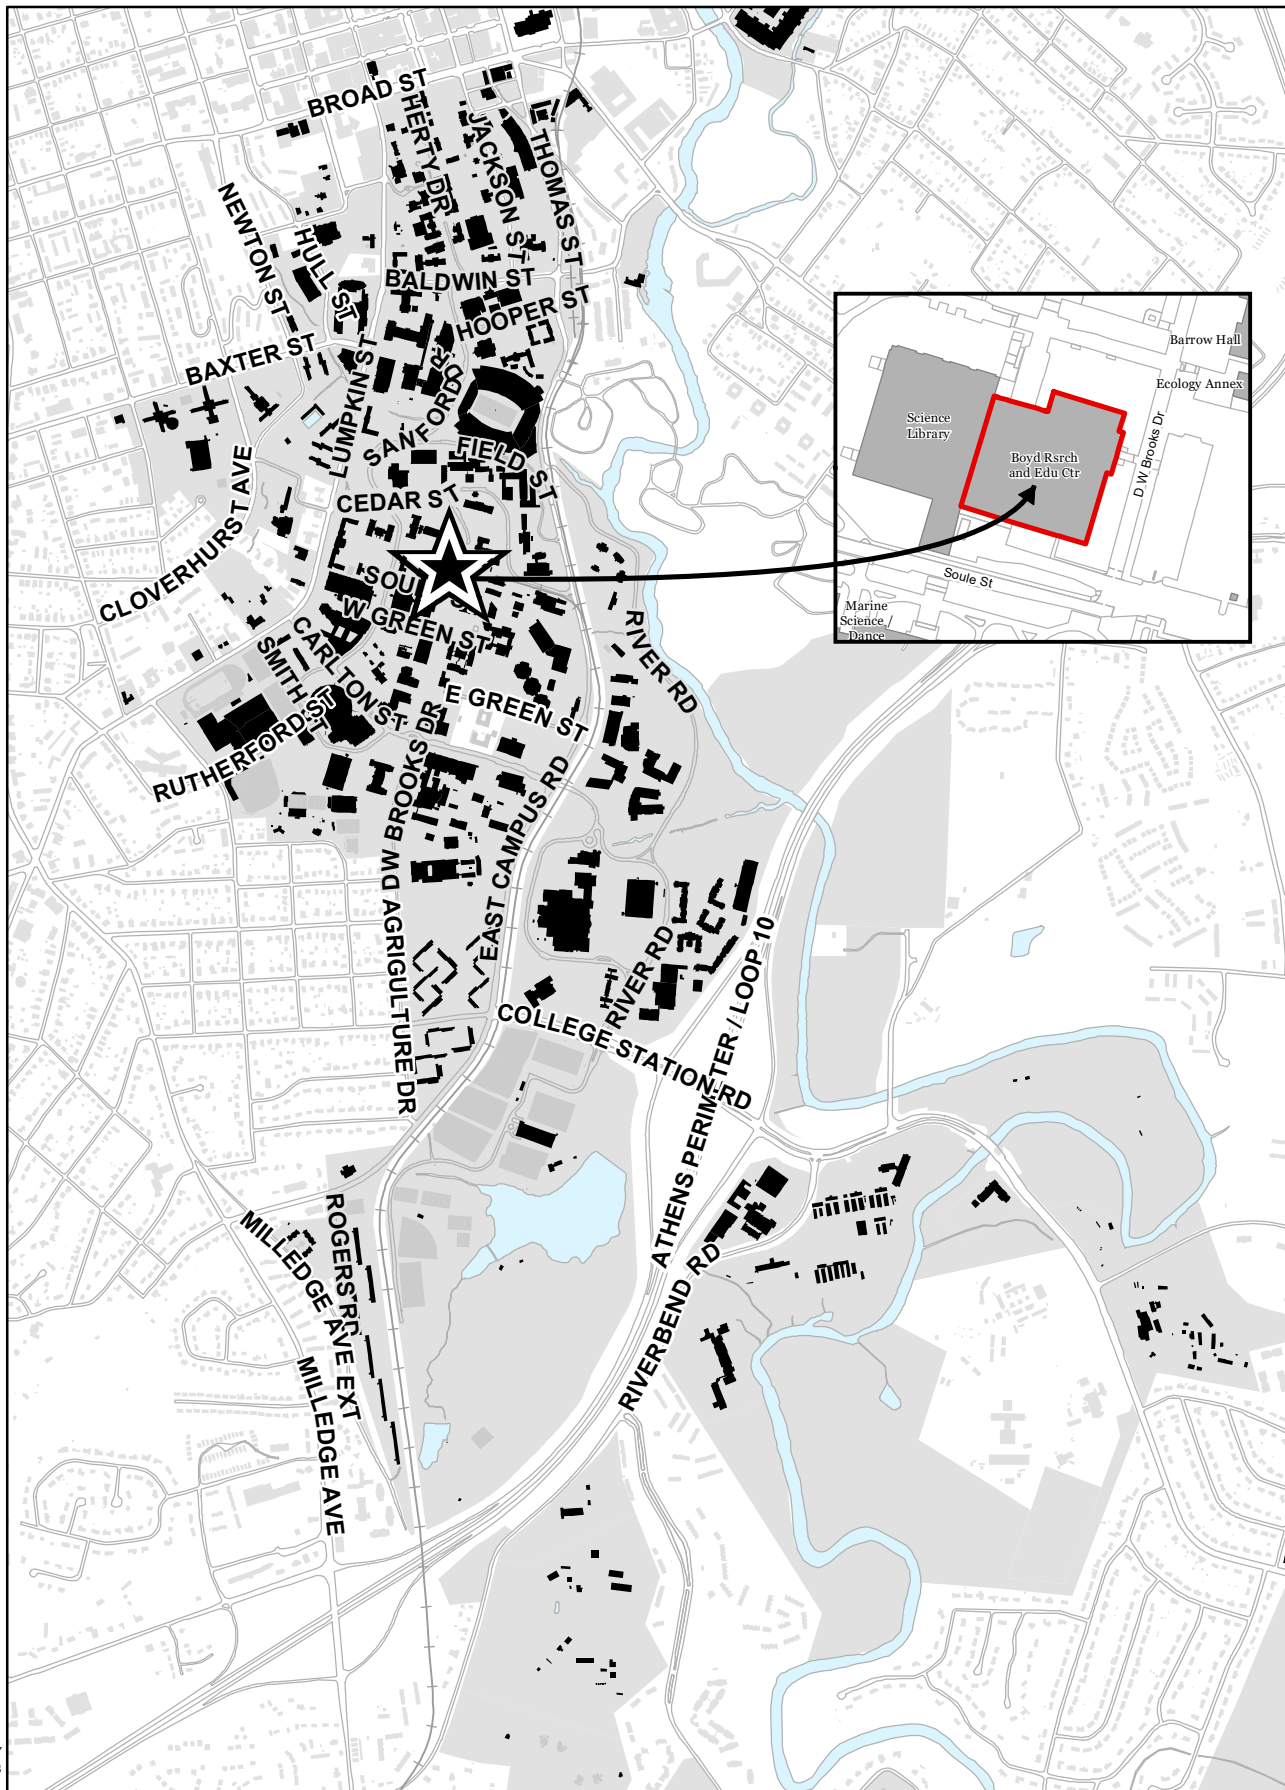 BROAD ST
HERTY DR
JACKSON ST
THOMAS ST
NEWTON ST
HULL ST
BALDWIN ST
HOOPER ST
BAXTER ST
LUMPKIN ST
SANFORD DR
FIELD ST
CEDAR ST
CLOVERHURST AVE
W GREEN ST
CARLTON ST
SMITH ST
RUTHERFORD ST
E GREEN ST
RIVER RD
DW BROOKS DR
EAST CAMPUS RD
AGRIGULTURE DR
RIVER RD
COLLEGE STATION RD
ATHENS PERIMETER / LOOP 10
RIVERBEND RD
ROGERS RD
MILLEDGE AVE EXT
MILLEDGE AVE
Barrow Hall
Ecology Annex
Science
Library
Boyd Rsrch
and Edu Ctr
D W Brooks Dr
Soule St
Marine
Science /
Dance